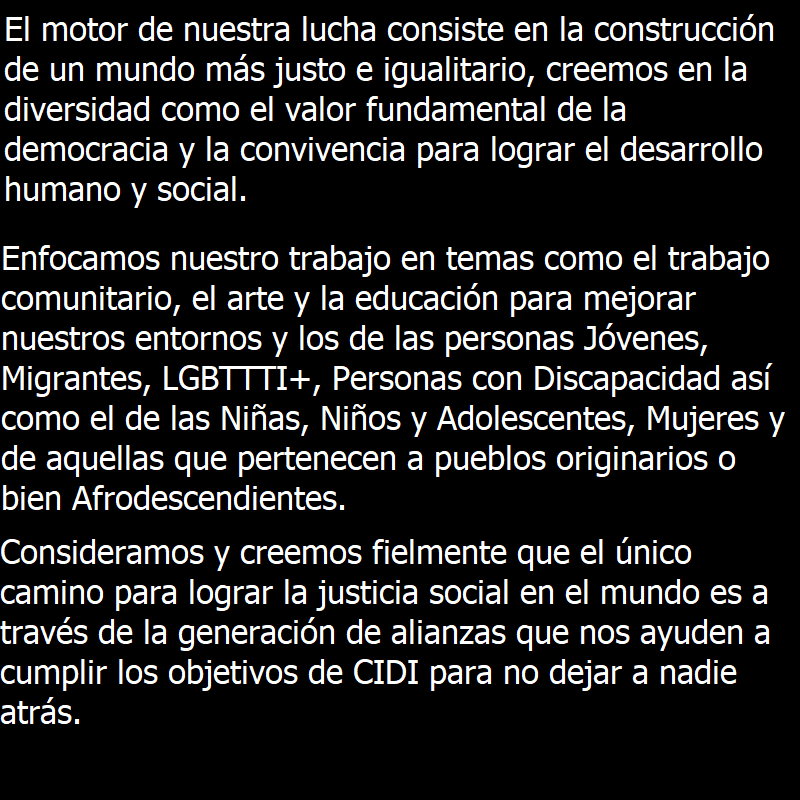 El motor de nuestra lucha consiste en la construcción
de un mundo más justo e igualitario, creemos en la
diversidad como el valor fundamental de la
democracia y la convivencia para lograr el desarrollo
humano y social.
Enfocamos nuestro trabajo en temas como el trabajo
comunitario, el arte y la educación para mejorar
nuestros entornos y los de las personas Jóvenes,
Migrantes, LGBTTTI+, Personas con Discapacidad así
como el de las Niñas, Niños y Adolescentes, Mujeres y
de aquellas que pertenecen a pueblos originarios o
bien Afrodescendientes.
Consideramos y creemos fielmente que el único
camino para lograr la justicia social en el mundo es a
través de la generación de alianzas que nos ayuden a
cumplir los objetivos de CIDI para no dejar a nadie
atrás.